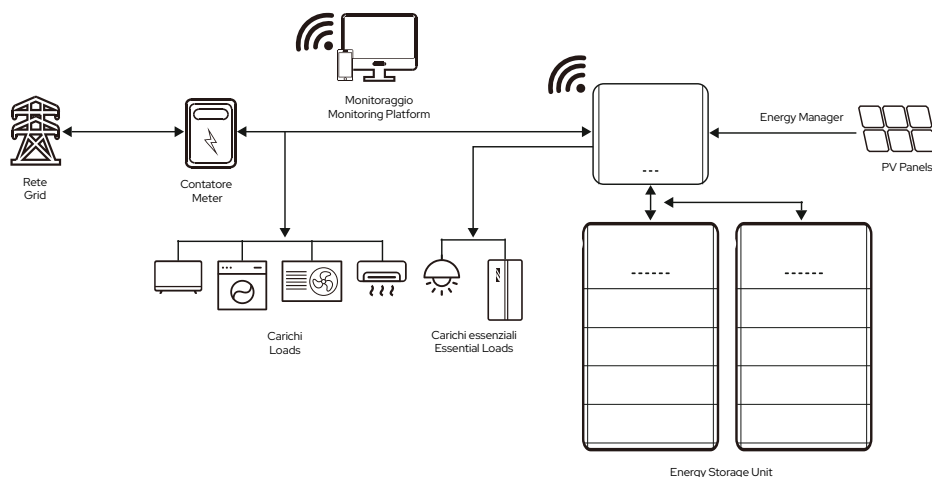 Monitoraggio
Monitoring Platform
Energy Manager
PV Panels
Rete
Grid
Contatore
Meter
Carichi
Loads
Carichi essenziali
Essential Loads
Energy Storage Unit